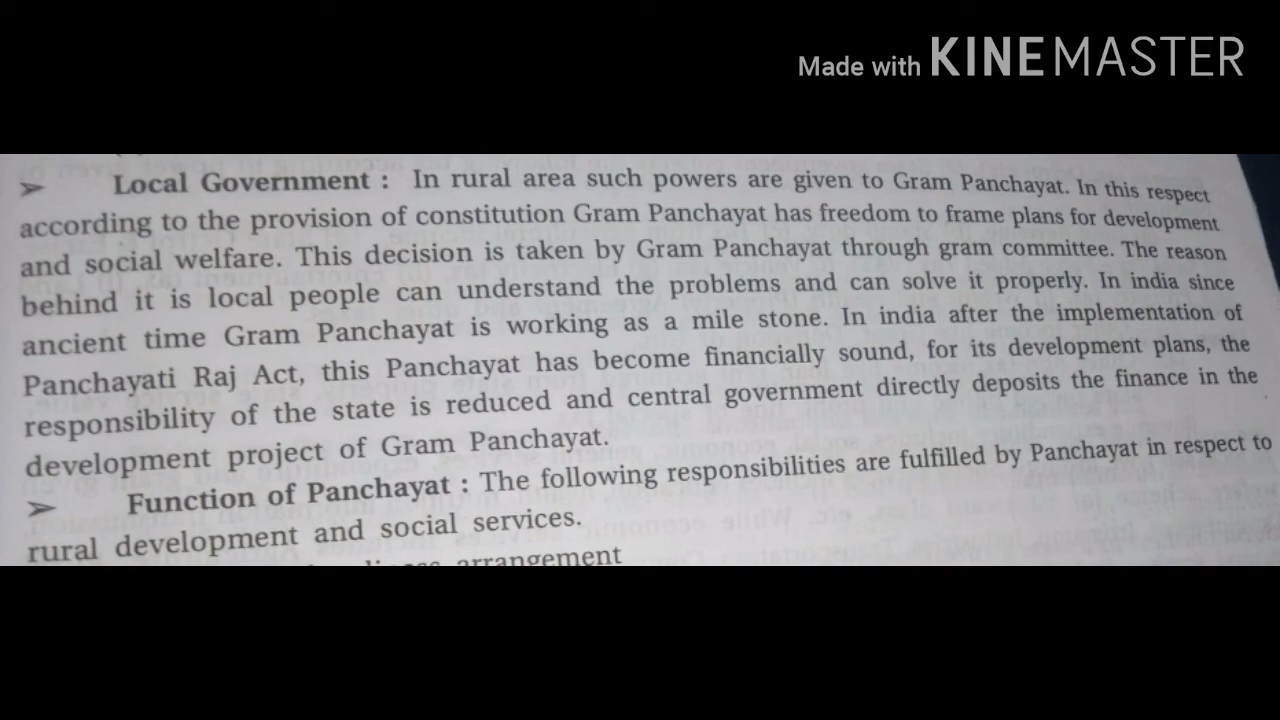 Made with KINEMASTER
➢ Local Government : In rural area such powers are given to Gram Panchayat. In this respect
according to the provision of constitution Gram Panchayat has freedom to frame plans for development
and social welfare. This decision is taken by Gram Panchayat through gram committee. The reason
behind it is local people can understand the problems and can solve it properly. In india since
ancient time Gram Panchayat is working as a mile stone. In india after the implementation of
Panchayati Raj Act, this Panchayat has become financially sound, for its development plans, the
responsibility of the state is reduced and central government directly deposits the finance in the
development project of Gram Panchayat.
➢ Function of Panchayat : The following responsibilities are fulfilled by Panchayat in respect to
rural development and social services.
arrangement